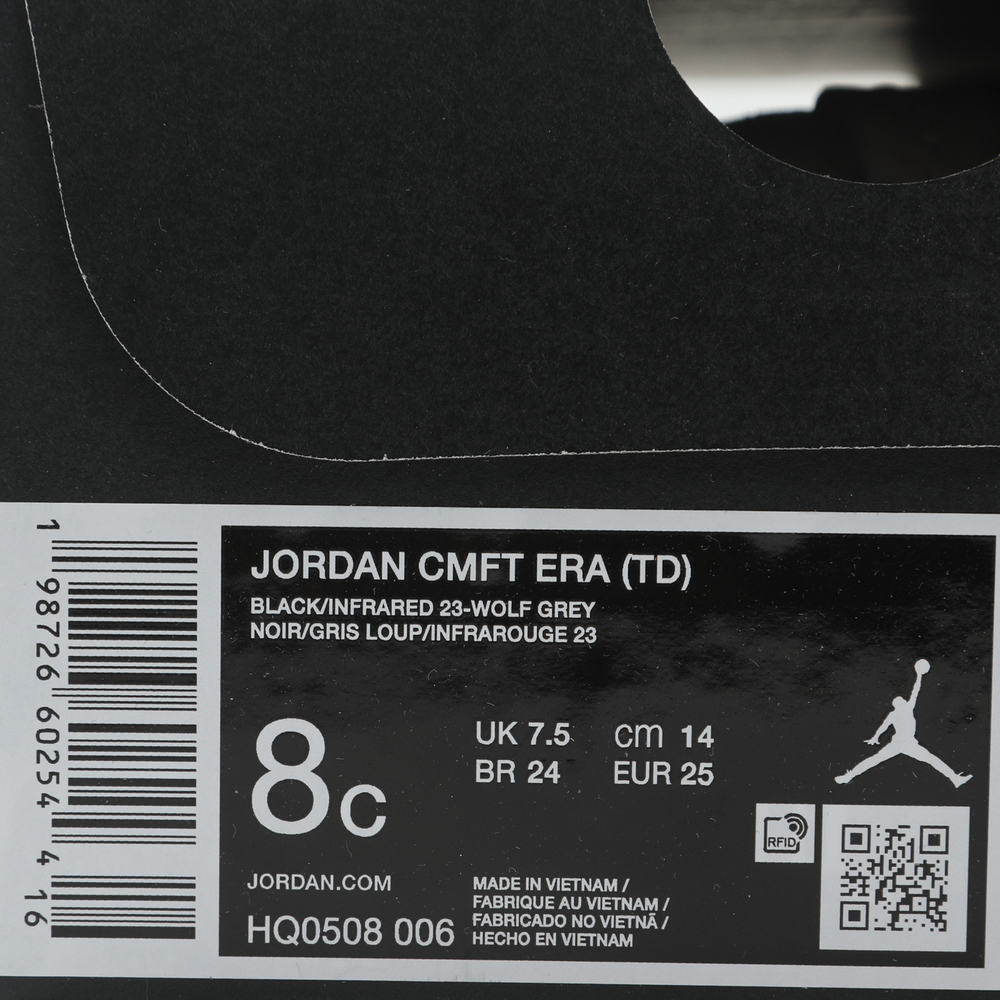 JORDAN CMFT ERA (TD)
BLACK/INFRARED 23-WOLF GREY
NOIR/GRIS LOUP/INFRAROUGE 23
8C
UK 7.5 cm 14
BR 24 EUR 25
RFID
JORDAN.COM
HQ0508 006
MADE IN VIETNAM /
FABRIQUE AU VIETNAM /
FABRICADO NO VIETNÃ /
HECHO EN VIETNAM
1 98726 60254 4 16